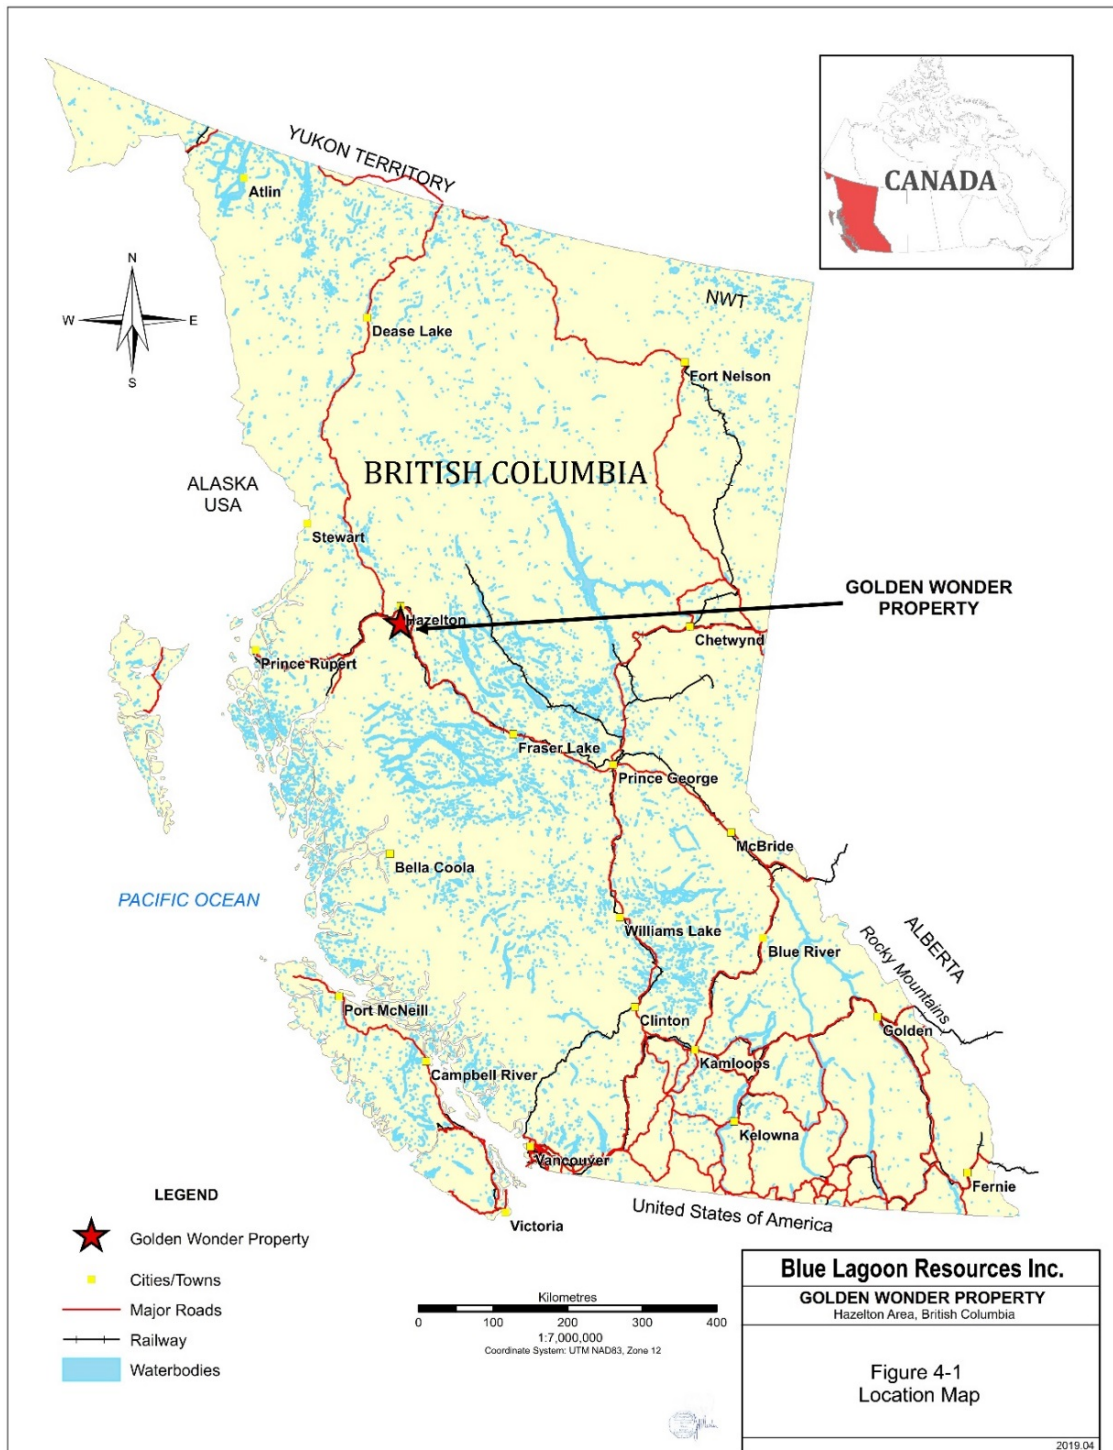 YUKON TERRITORY
CANADA
Atlin
N
W
E
S
NWT
Dease Lake
Fort Nelson
BRITISH COLUMBIA
ALASKA
USA
Stewart
GOLDEN WONDER
PROPERTY
Hazelton
Chetwynd
Prince Rupert
Fraser Lake
Prince George
McBride
Bella Coola
PACIFIC OCEAN
Williams Lake
Blue River
ALBERTA
Rocky Mountains
Port McNeill
Clinton
Golden
Kamloops
Campbell River
Kelowna
Vancouver
Fernie
Victoria
United States of America
LEGEND
Golden Wonder Property
Cities/Towns
Major Roads
Railway
Waterbodies
Kilometres
0 100 200 300 400
1:7,000,000
Coordinate System: UTM NAD83, Zone 12
Blue Lagoon Resources Inc.
GOLDEN WONDER PROPERTY
Hazelton Area, British Columbia
Figure 4-1
Location Map
2019.04